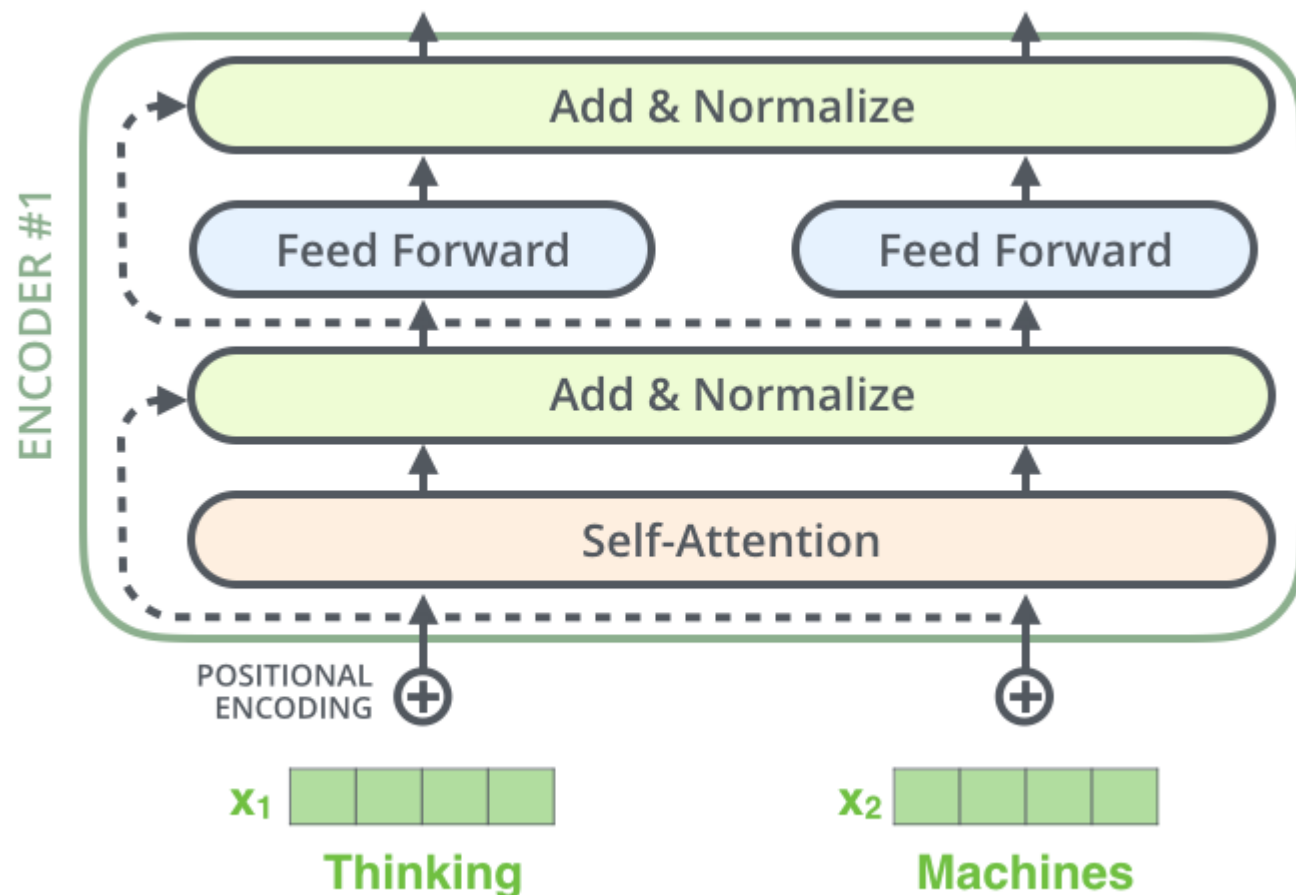 ENCODER #1
Add & Normalize
Feed Forward
Feed Forward
Add & Normalize
Self-Attention
POSITIONAL
ENCODING
x₁
x₂
Thinking
Machines